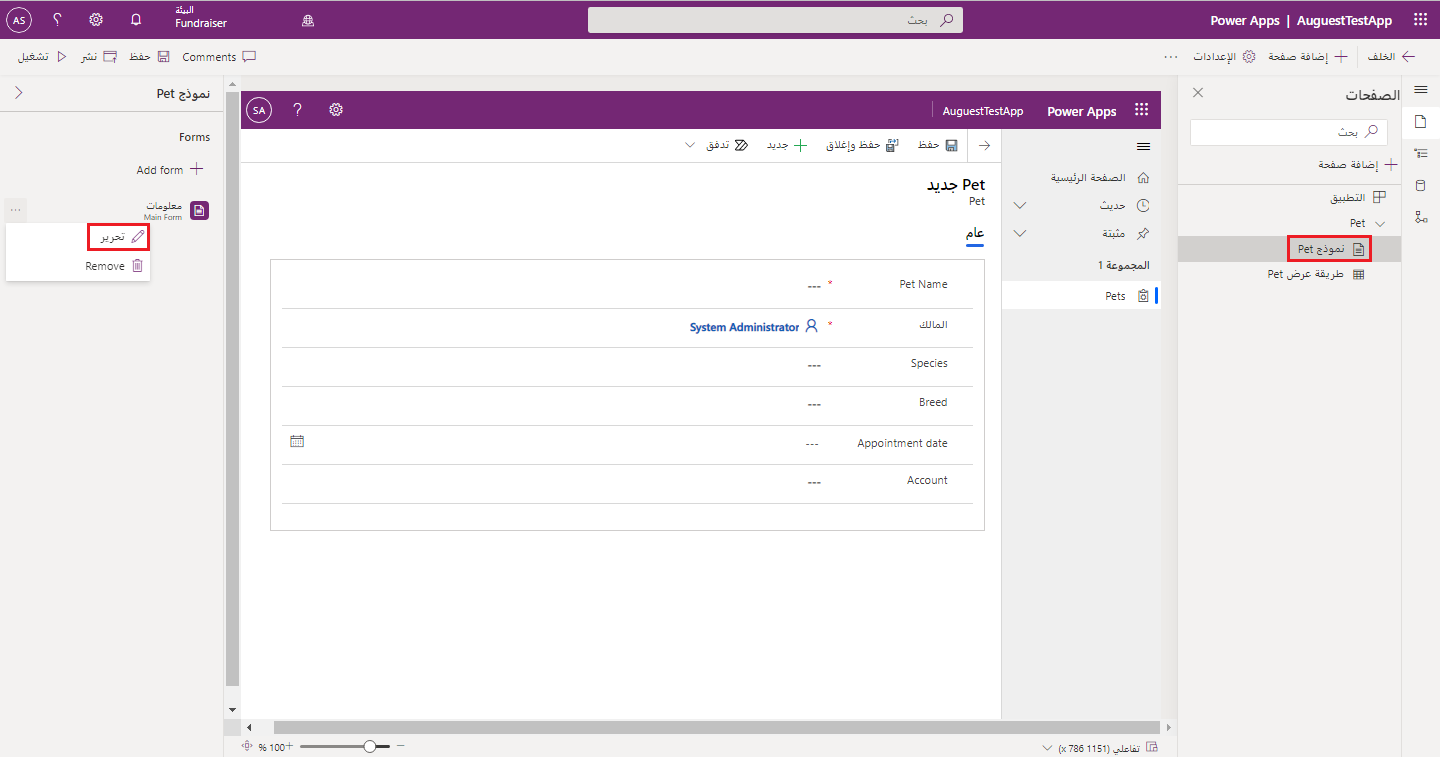 Power Apps | AuguestTestApp
بحث
البيئة
Fundraiser
AS
الخلف
إضافة صفحة
الإعدادات
Comments
حفظ
نشر
تشغيل
الصفحات
بحث
إضافة صفحة
التطبيق
Pet
نموذج Pet
طريقة عرض Pet
Power Apps
AuguestTestApp
SA
الصفحة الرئيسية
حديث
مثبتة
المجموعة 1
Pets
حفظ
حفظ وإغلاق
جديد
تدفق
Pet جديد
Pet
عام
Pet Name
* ---
المالك
* System Administrator
Species
---
Breed
---
Appointment date
---
Account
---
تفاعلي (1151 x 786)
100 %
نموذج Pet
Forms
Add form
معلومات
Main Form
تحرير
Remove